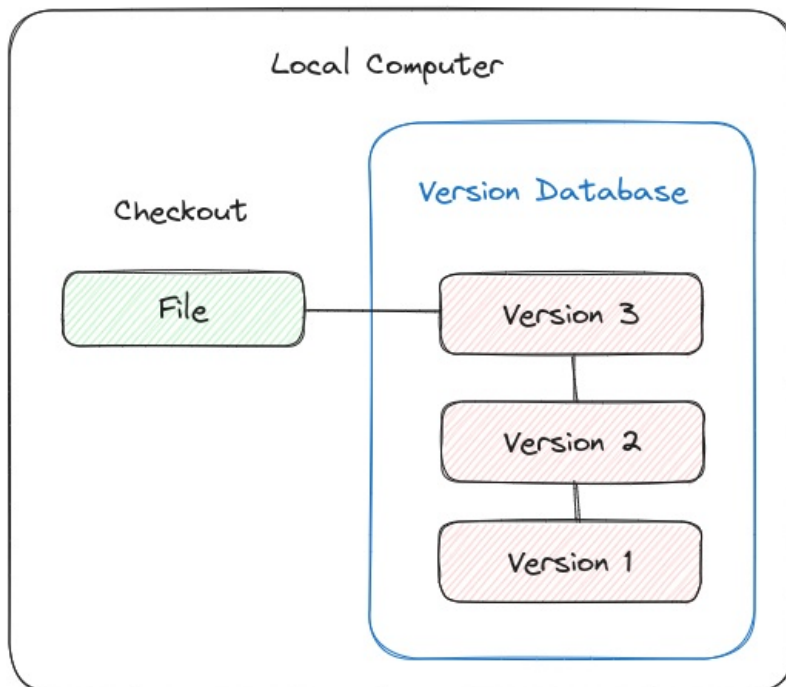 Local Computer
Version Database
Checkout
File
Version 3
Version 2
Version 1